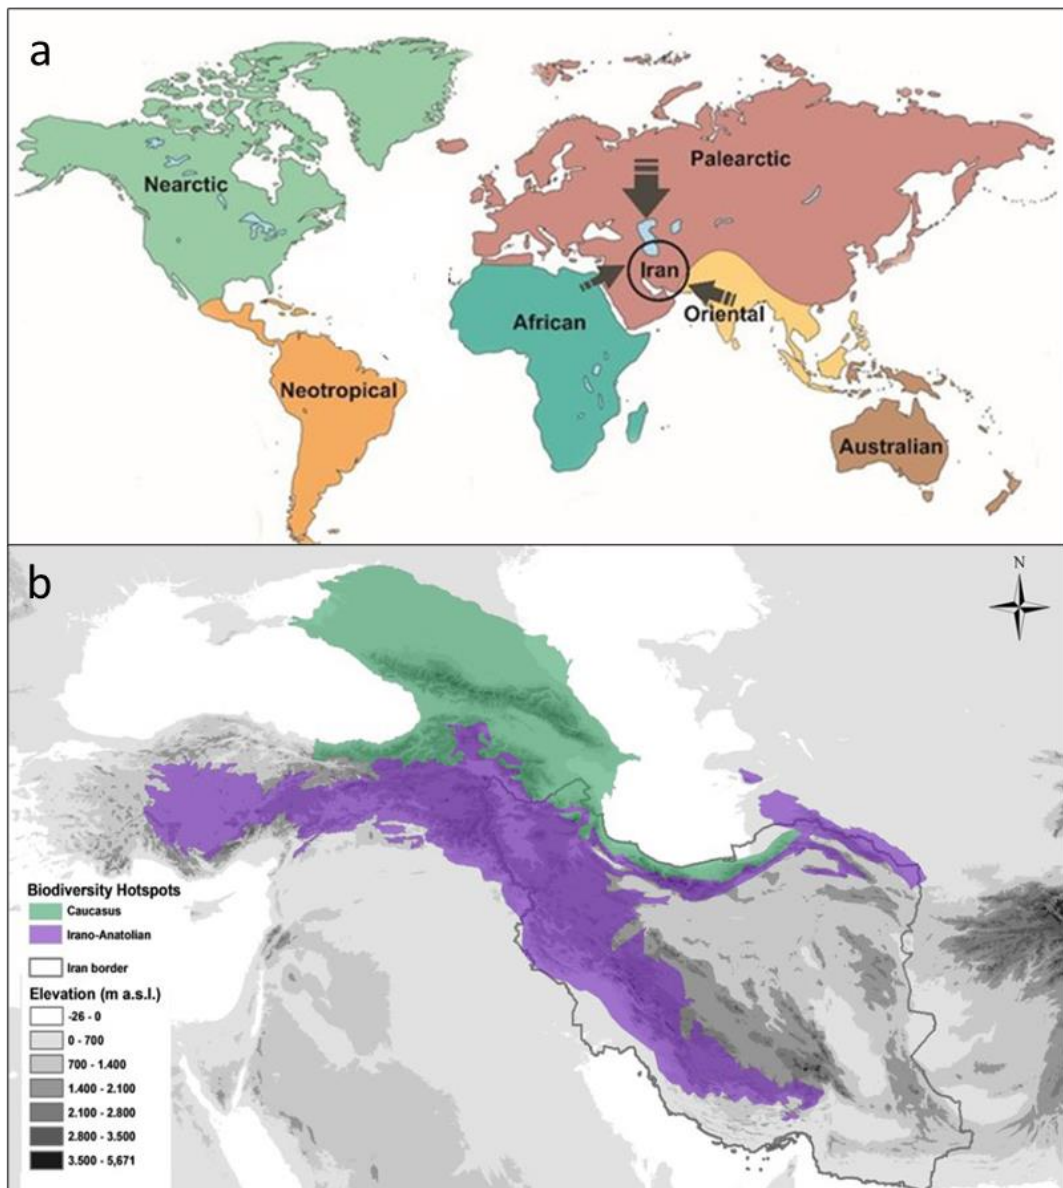 a
Nearctic
Palearctic
Iran
African
Oriental
Neotropical
Australian
b
N
Biodiversity Hotspots
Caucasus
Irano-Anatolian
Iran border
Elevation (m a.s.l.)
-26 - 0
0 - 700
700 - 1.400
1.400 - 2.100
2.100 - 2.800
2.800 - 3.500
3.500 - 5,671